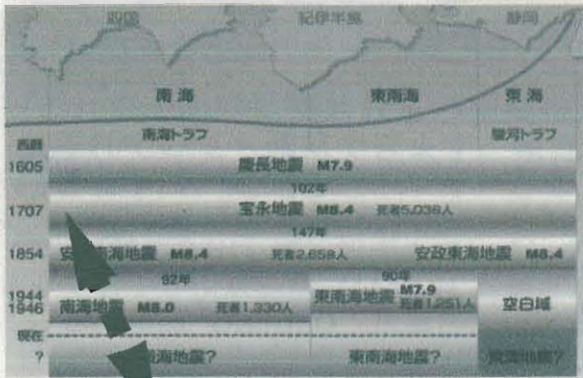 四国 紀伊半島 静岡
南海 東南海 東海
南海トラフ 駿河トラフ
西暦
1605 慶長地震 M7.9
102年
1707 宝永地震 M8.4 死者5,038人
147年
1854 安政南海地震 M8.4 死者2,658人 安政東海地震 M8.4
92年 90年
1944 東南海地震 M7.9
1946 南海地震 M8.0 死者1,330人 死者1,251人 空白域
現在
? 南海地震? 東南海地震? 東海地震?